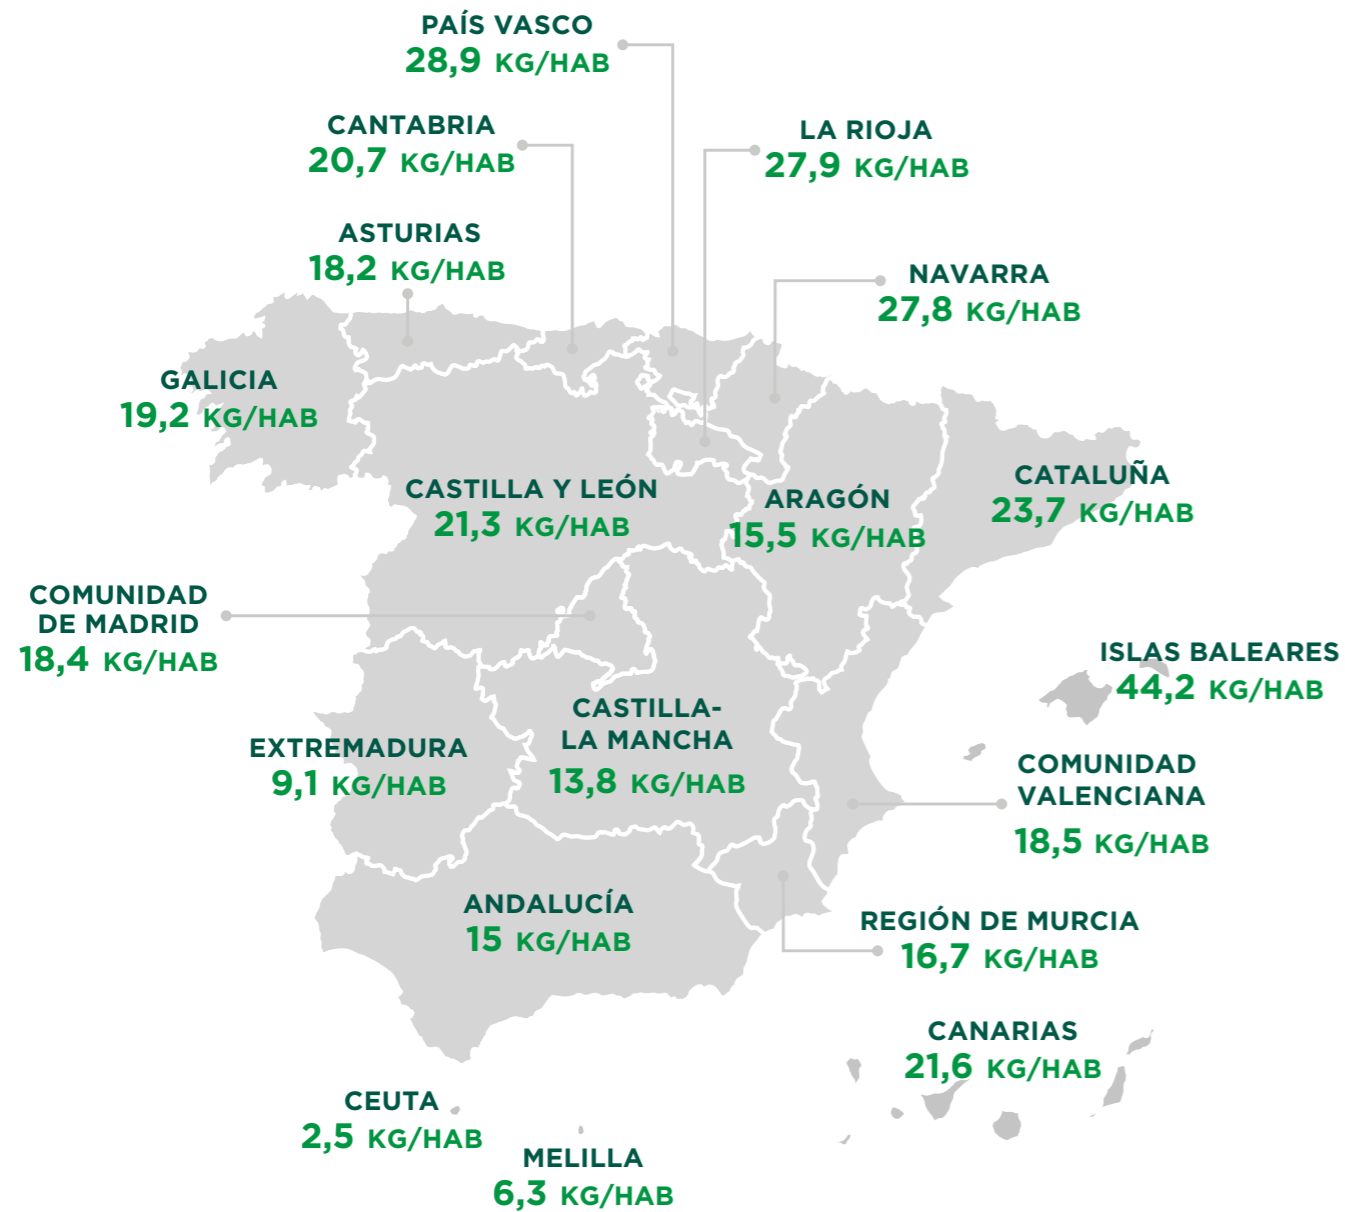 PAÍS VASCO
28,9 KG/HAB
CANTABRIA
20,7 KG/HAB
LA RIOJA
27,9 KG/HAB
ASTURIAS
18,2 KG/HAB
NAVARRA
27,8 KG/HAB
GALICIA
19,2 KG/HAB
CASTILLA Y LEÓN
21,3 KG/HAB
ARAGÓN
15,5 KG/HAB
CATALUÑA
23,7 KG/HAB
COMUNIDAD
DE MADRID
18,4 KG/HAB
ISLAS BALEARES
44,2 KG/HAB
CASTILLA-
LA MANCHA
13,8 KG/HAB
EXTREMADURA
9,1 KG/HAB
COMUNIDAD
VALENCIANA
18,5 KG/HAB
ANDALUCÍA
15 KG/HAB
REGIÓN DE MURCIA
16,7 KG/HAB
CANARIAS
21,6 KG/HAB
CEUTA
2,5 KG/HAB
MELILLA
6,3 KG/HAB